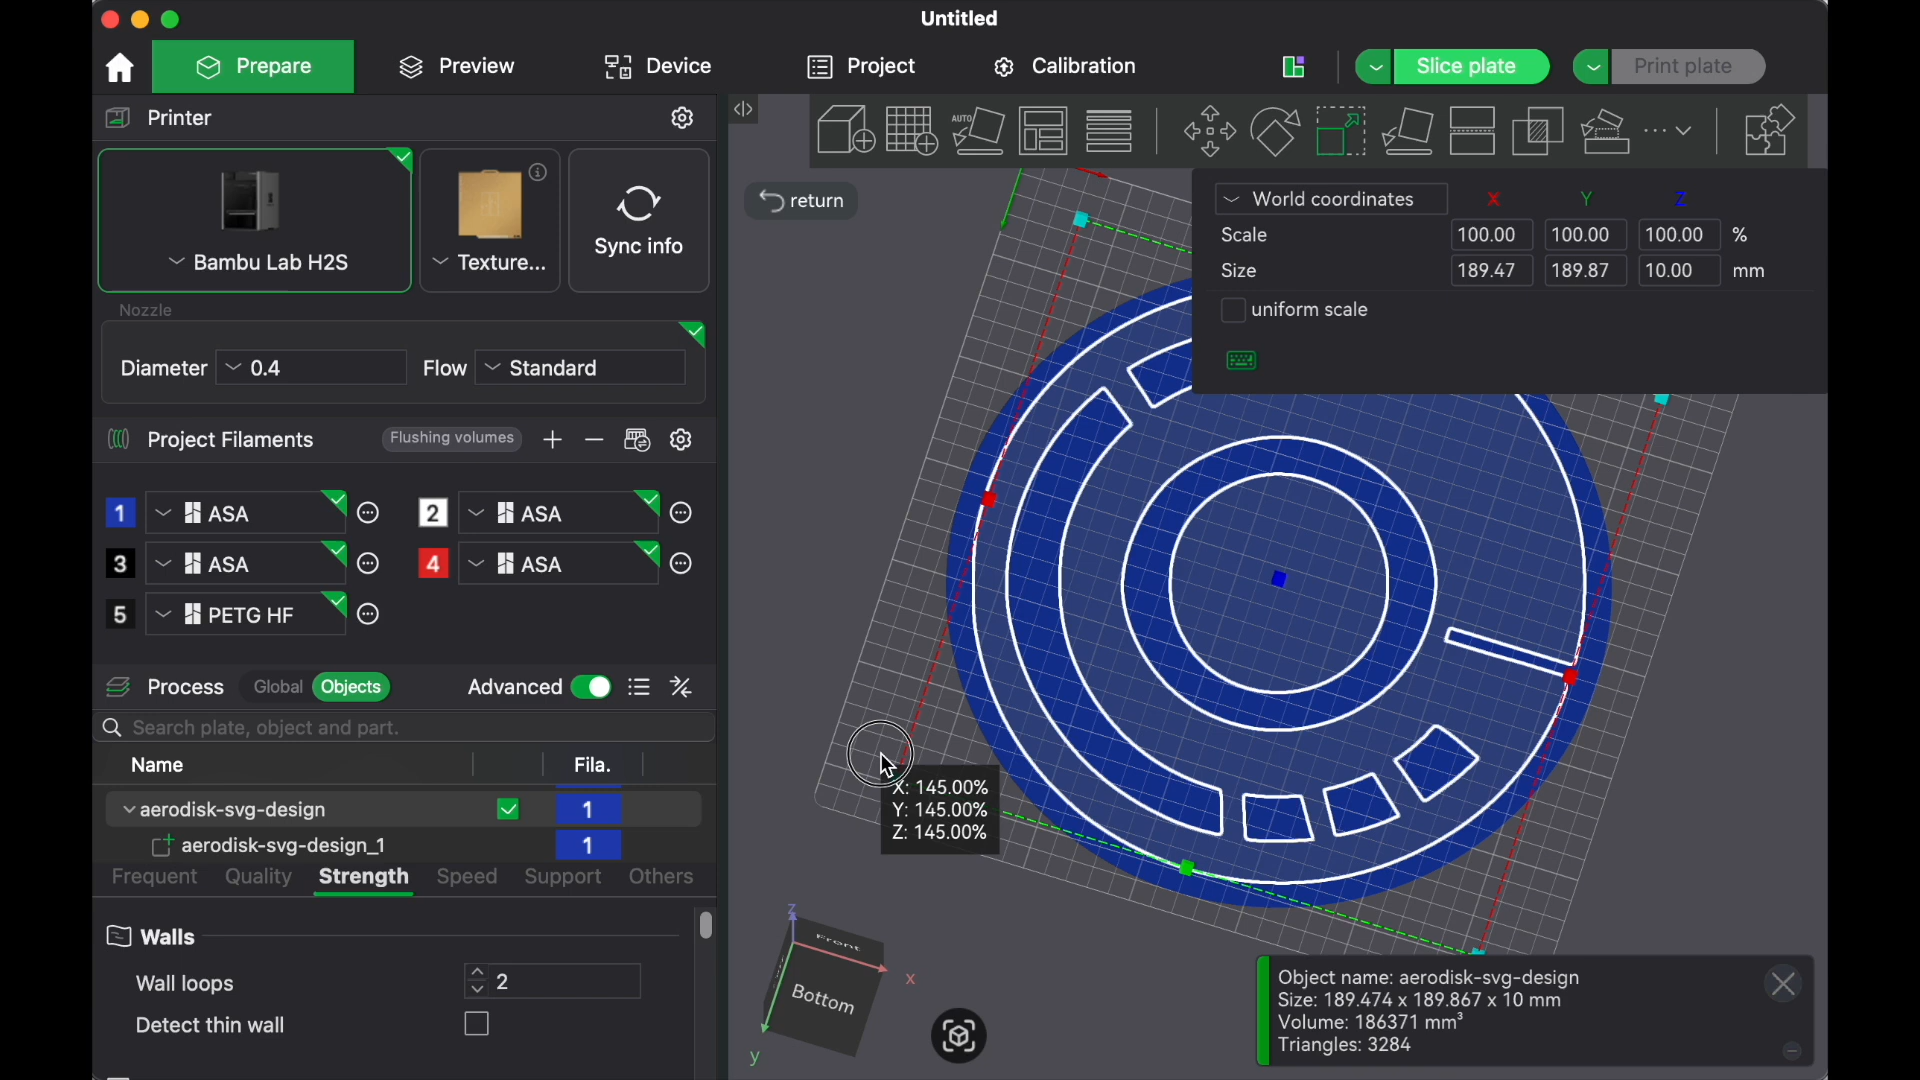 Untitled
Prepare
Preview
Device
Project
Calibration
Slice plate
Print plate
Printer
Bambu Lab H2S
Texture...
Sync info
Nozzle
Diameter
0.4
Flow
Standard
Project Filaments
Flushing volumes
1 ASA
2 ASA
3 ASA
4 ASA
5 PETG HF
Process
Global
Objects
Advanced
Search plate, object and part.
Name
Fila.
aerodisk-svg-design
1
aerodisk-svg-design_1
1
Frequent
Quality
Strength
Speed
Support
Others
Walls
Wall loops
2
Detect thin wall
AUTO
return
World coordinates X Y Z
Scale 100.00 100.00 100.00 %
Size 189.47 189.87 10.00 mm
uniform scale
X: 145.00%
Y: 145.00%
Z: 145.00%
z
Front
x
Bottom
y
Object name: aerodisk-svg-design
Size: 189.474 x 189.867 x 10 mm
Volume: 186371 mm³
Triangles: 3284